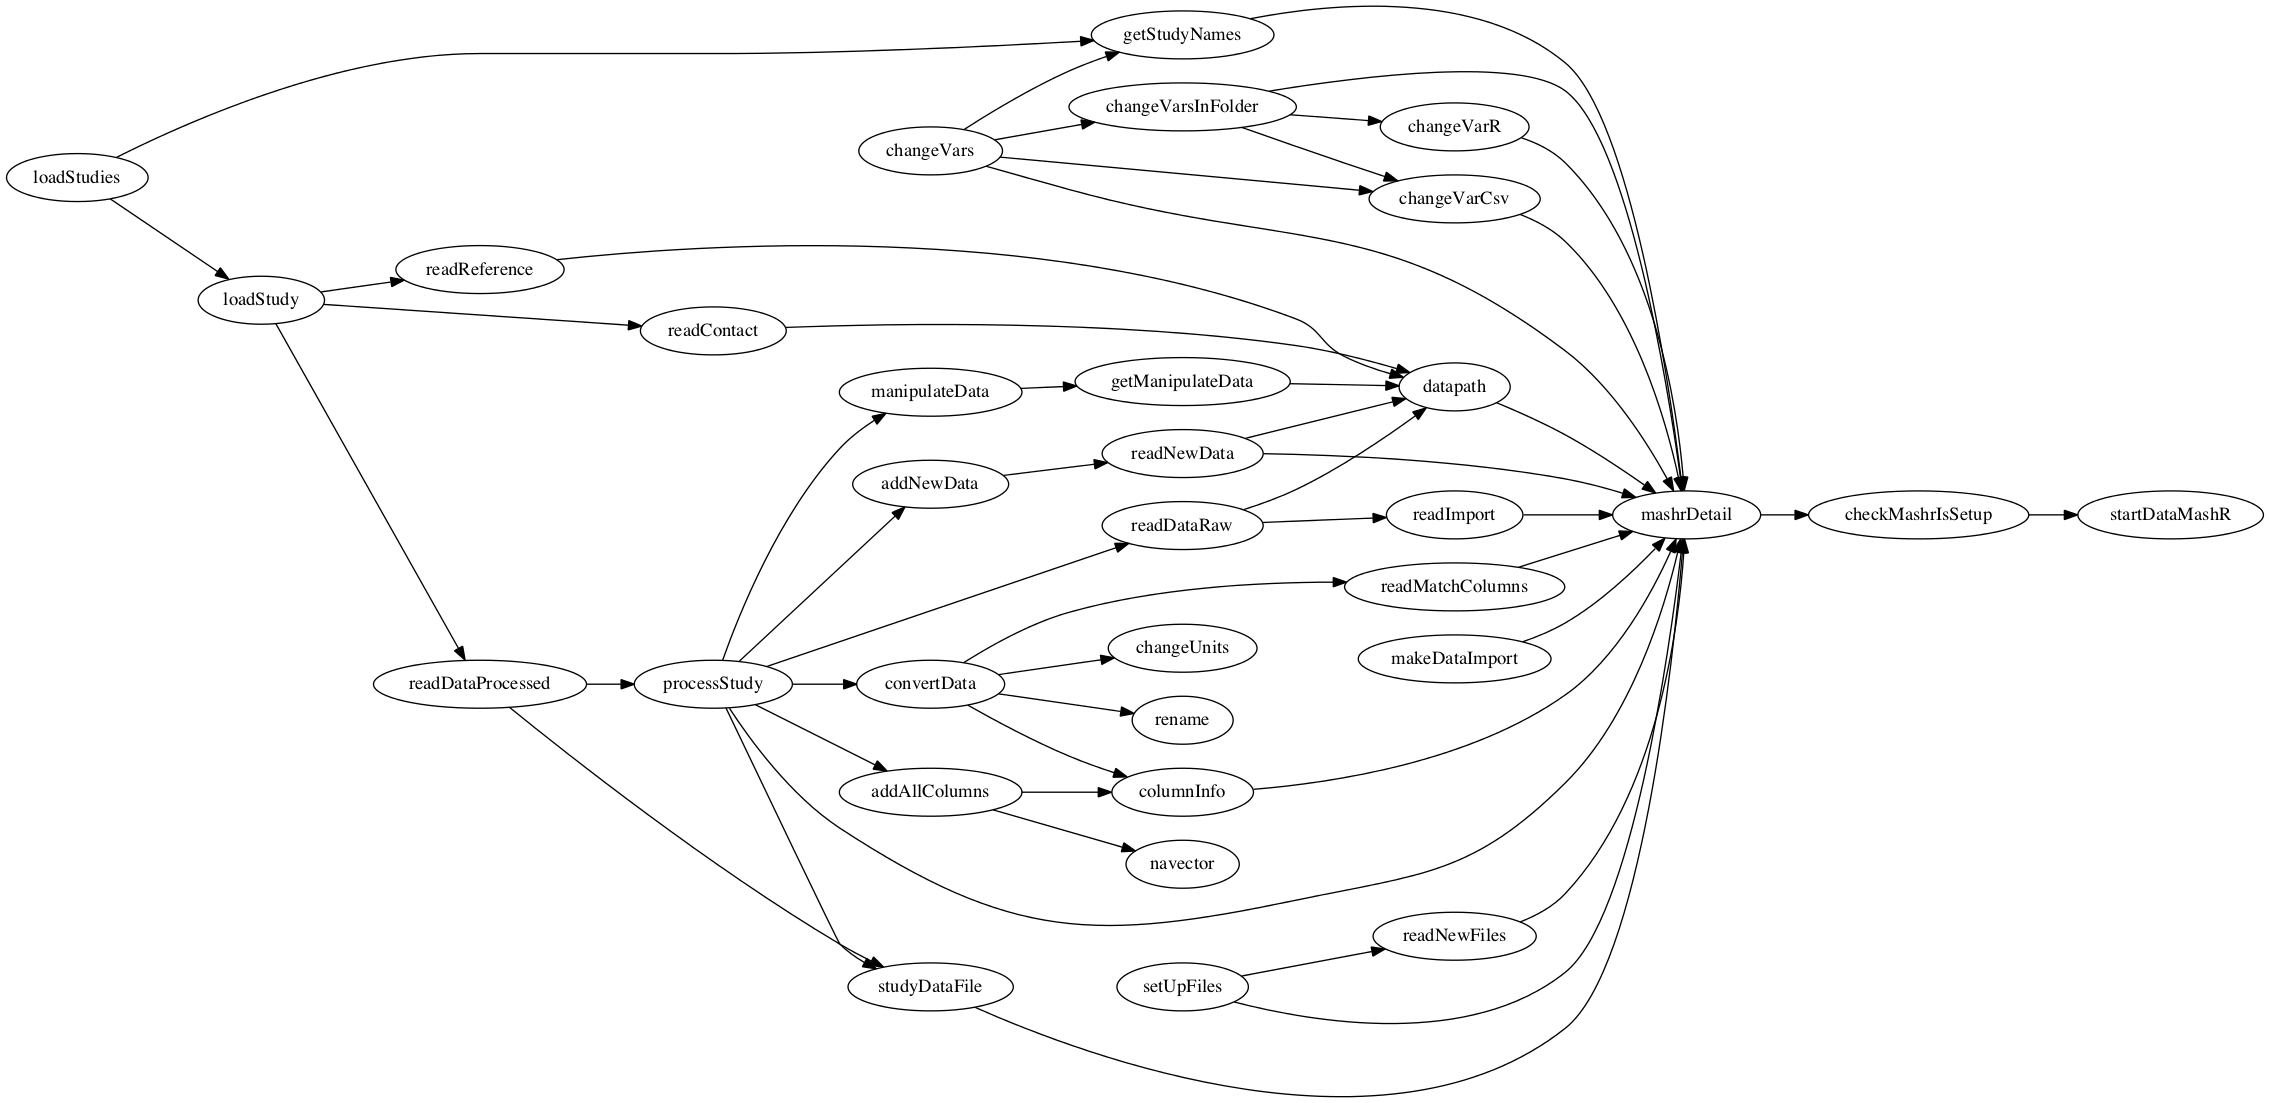 getStudyNames
changeVarsInFolder
changeVarR
changeVars
loadStudies
changeVarCsv
readReference
loadStudy
readContact
getManipulateData
datapath
manipulateData
readNewData
addNewData
readImport
mashrDetail
checkMashrIsSetup
startDataMashR
readDataRaw
readMatchColumns
changeUnits
makeDataImport
readDataProcessed
processStudy
convertData
rename
addAllColumns
columnInfo
navector
readNewFiles
studyDataFile
setUpFiles